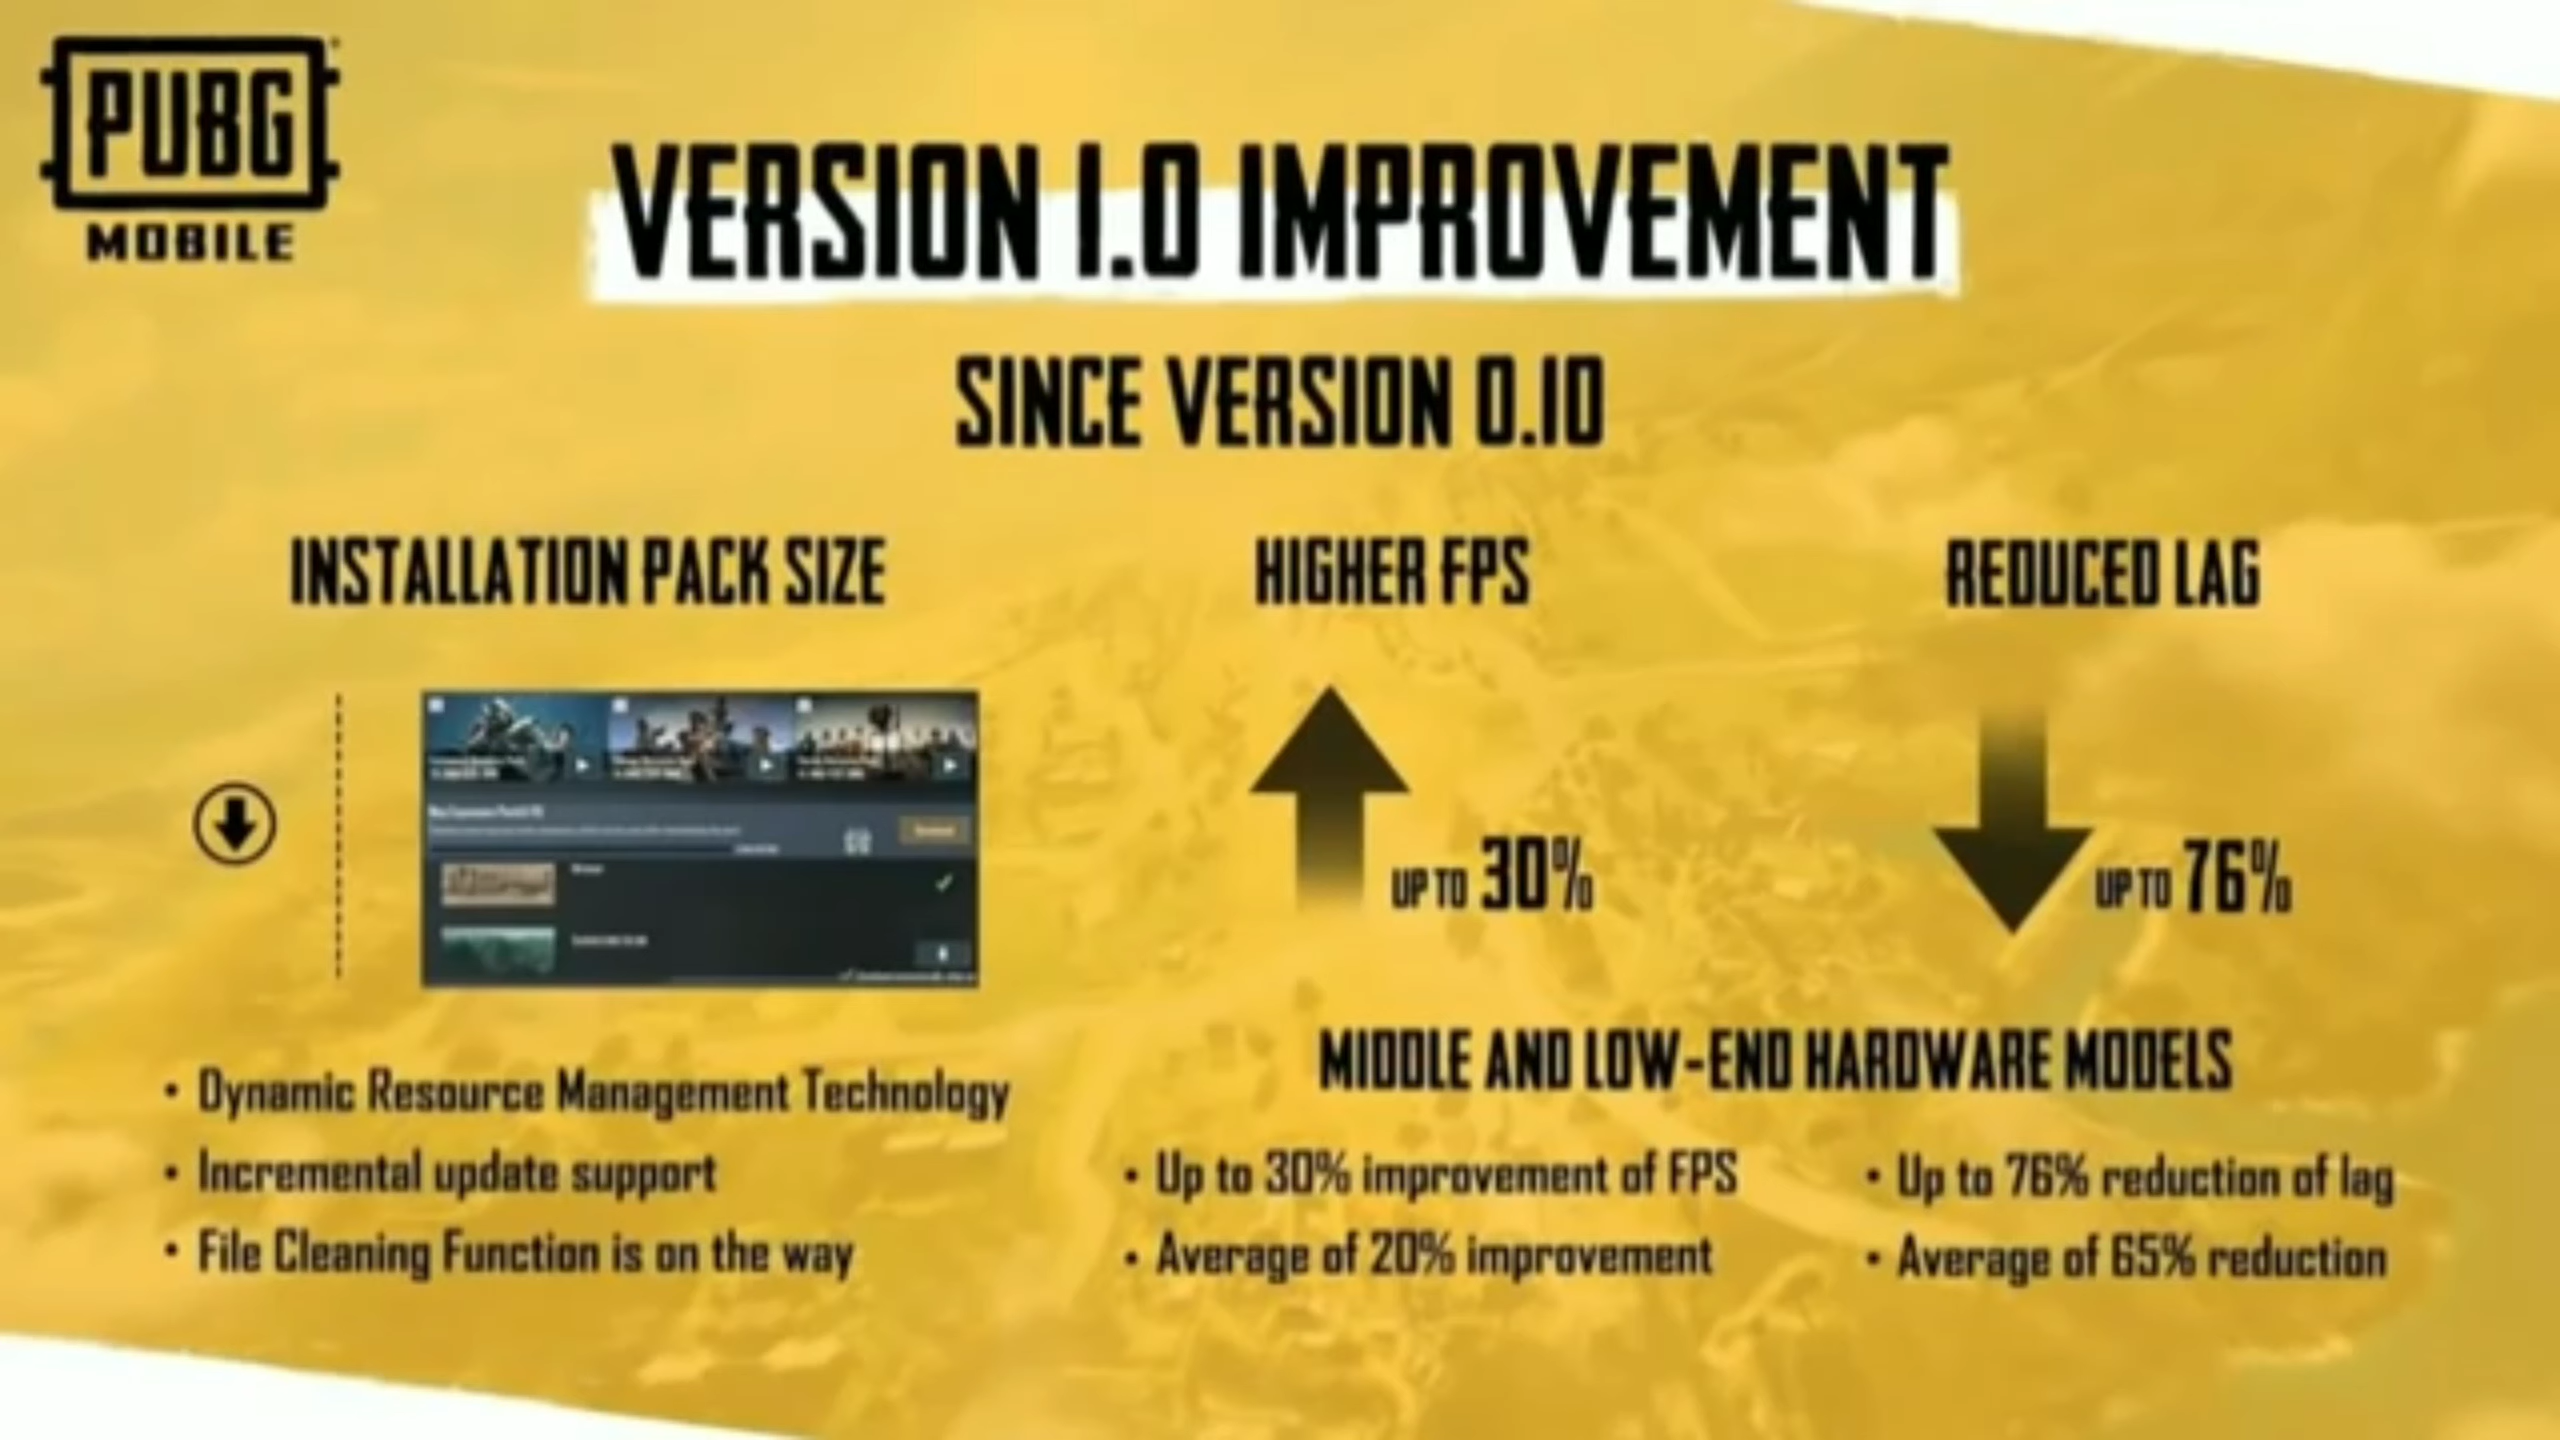 PUBG
MOBILE
VERSION 1.0 IMPROVEMENT
SINCE VERSION 0.10
INSTALLATION PACK SIZE
HIGHER FPS
REDUCED LAG
UP TO 30%
UP TO 76%
MIDDLE AND LOW-END HARDWARE MODELS
• Dynamic Resource Management Technology
• Incremental update support
• File Cleaning Function is on the way
• Up to 30% improvement of FPS
• Average of 20% improvement
• Up to 76% reduction of lag
• Average of 65% reduction